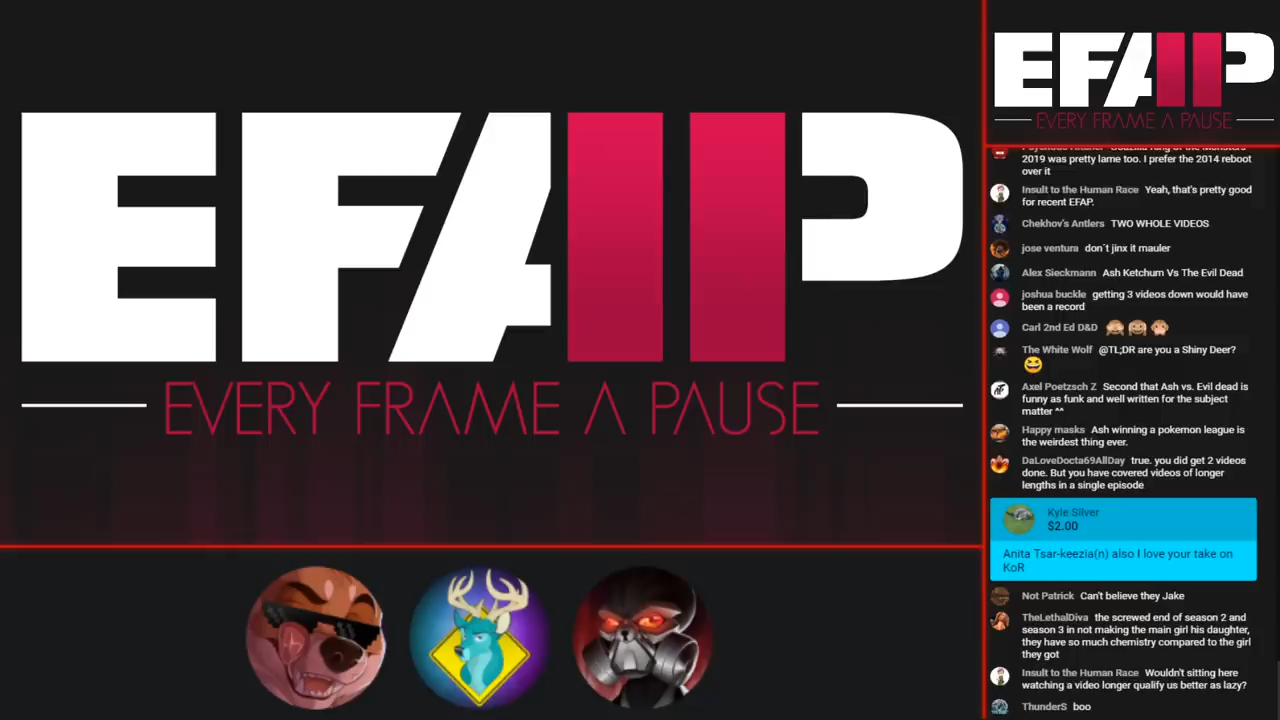 EFAP
EVERY FRAME A PAUSE
EFAP
EVERY FRAME A PAUSE
2019 was pretty lame too. I prefer the 2014 reboot
over it
Insult to the Human Race Yeah, that's pretty good
for recent EFAP.
Chekhov's Antlers TWO WHOLE VIDEOS
jose ventura don´t jinx it mauler
Alex Sieckmann Ash Ketchum Vs The Evil Dead
joshua buckle getting 3 videos down would have
been a record
Carl 2nd Ed D&D
The White Wolf @TL;DR are you a Shiny Deer?
Axel Poetzsch Z Second that Ash vs. Evil dead is
funny as funk and well written for the subject
matter ^^
Happy masks Ash winning a pokemon league is
the weirdest thing ever.
DaLoveDocta69AllDay true. you did get 2 videos
done. But you have covered videos of longer
lengths in a single episode
Kyle Silver
$2.00
Anita Tsar-keezia(n) also I love your take on
KoR
Not Patrick Can't believe they Jake
TheLethalDiva the screwed end of season 2 and
season 3 in not making the main girl his daughter,
they have so much chemistry compared to the girl
they got
Insult to the Human Race Wouldn't sitting here
watching a video longer qualify us better as lazy?
ThunderS boo